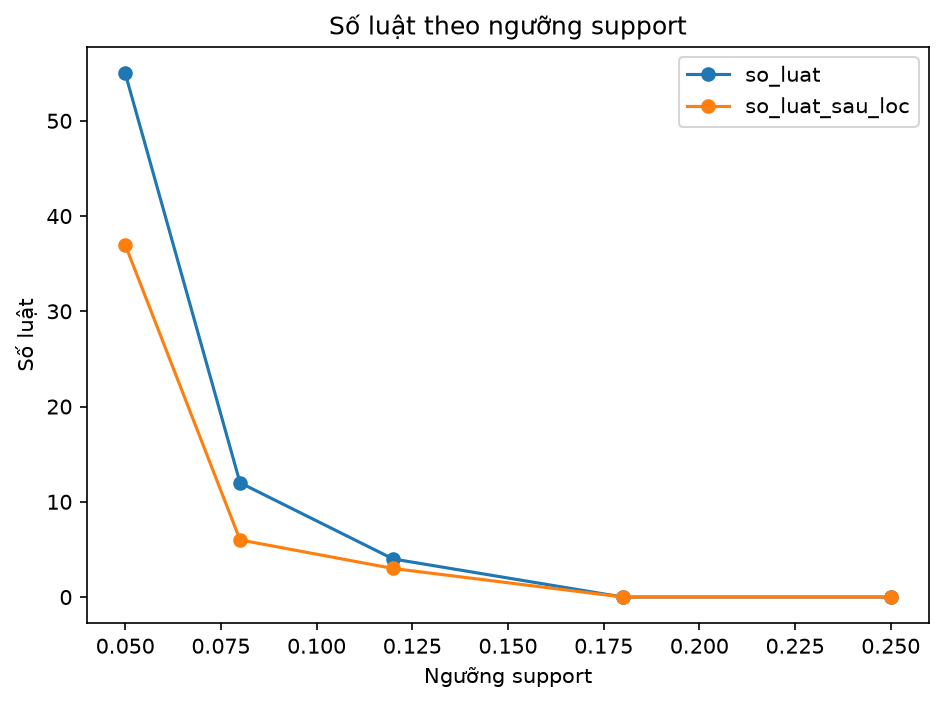 Số luật theo ngưỡng support
so_luat
so_luat_sau_loc
50
40
30
20
10
0
Số luật
0.050 0.075 0.100 0.125 0.150 0.175 0.200 0.225 0.250
Ngưỡng support